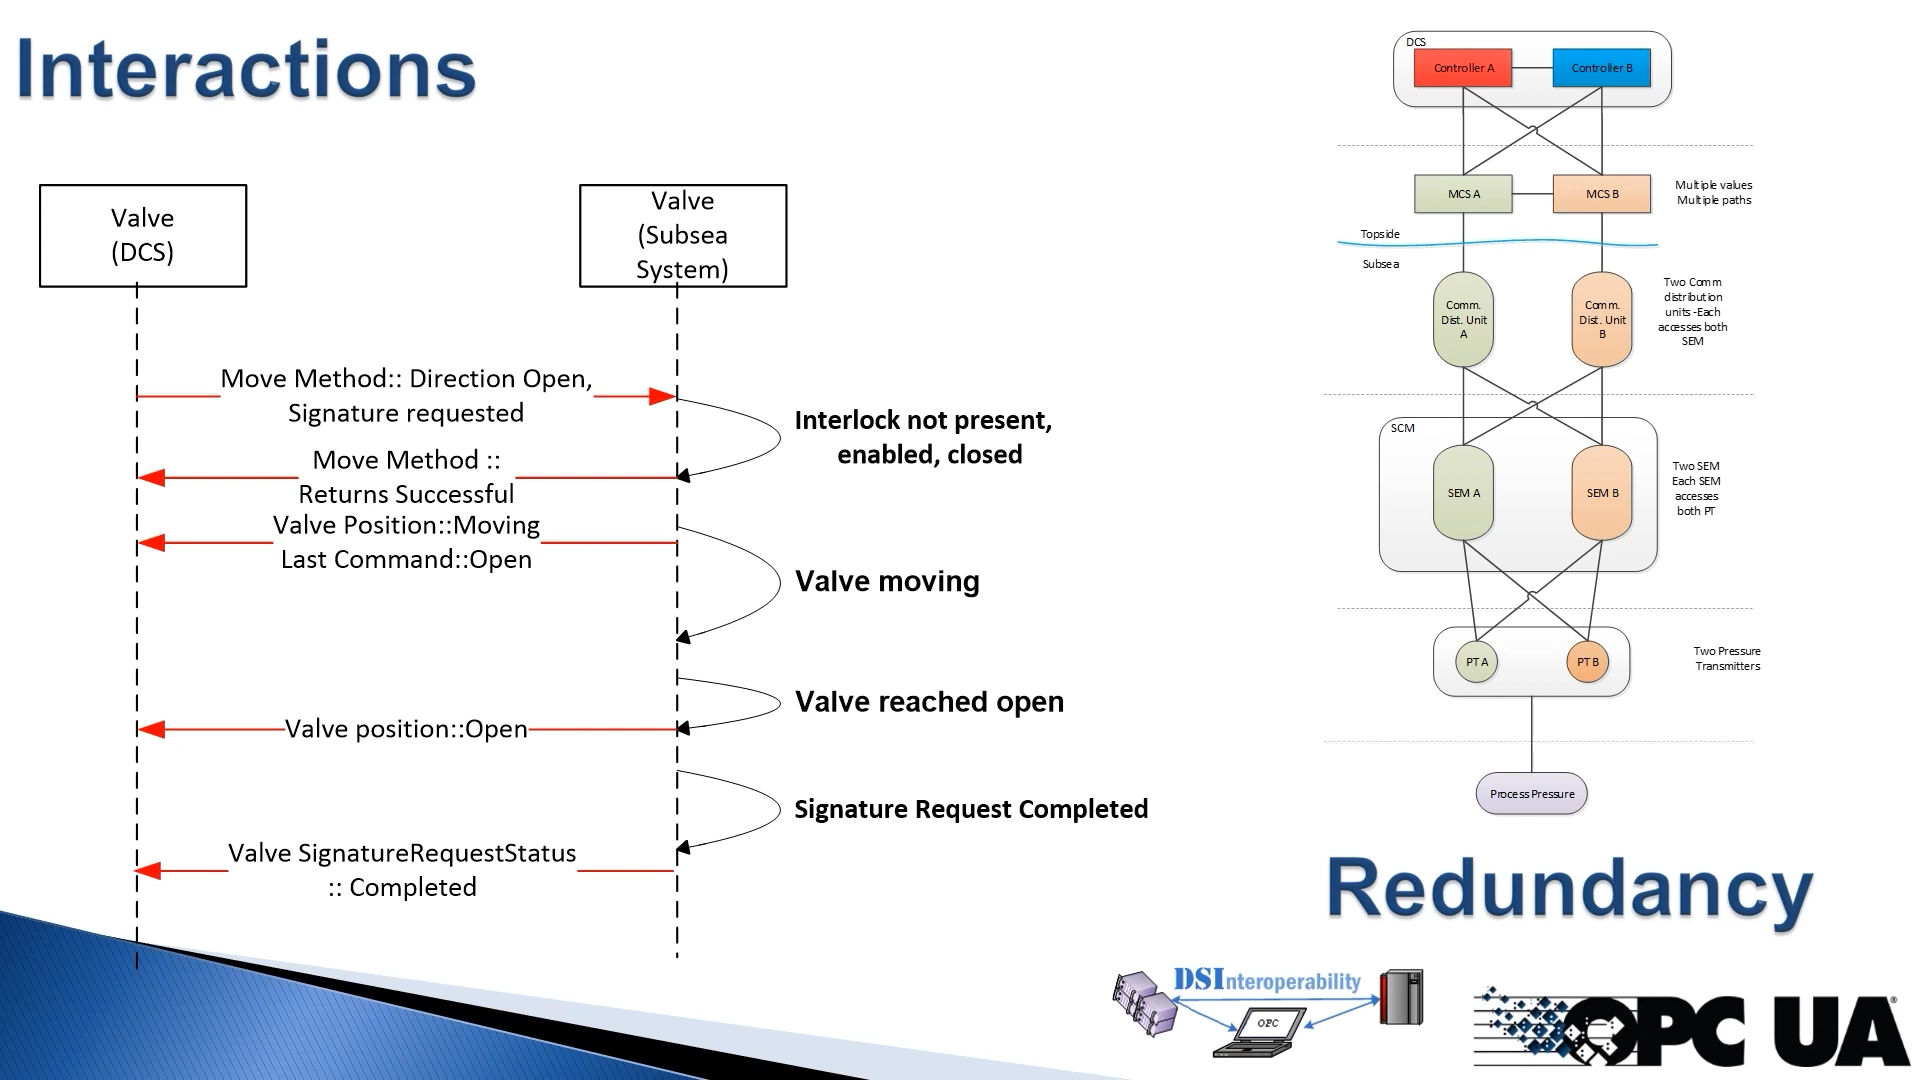 Interactions
Valve
(DCS)
Valve
(Subsea
System)
Move Method:: Direction Open,
Signature requested
Interlock not present,
enabled, closed
Move Method ::
Returns Successful
Valve Position::Moving
Last Command::Open
Valve moving
Valve reached open
Valve position::Open
Signature Request Completed
Valve SignatureRequestStatus
:: Completed
DCS
Controller A
Controller B
MCS A
MCS B
Multiple values
Multiple paths
Topside
Subsea
Comm.
Dist. Unit
A
Comm.
Dist. Unit
B
Two Comm
distribution
units -Each
accesses both
SEM
SCM
SEM A
SEM B
Two SEM
Each SEM
accesses
both PT
PT A
PT B
Two Pressure
Transmitters
Process Pressure
Redundancy
DSInteroperability
OPC
OPC UA®